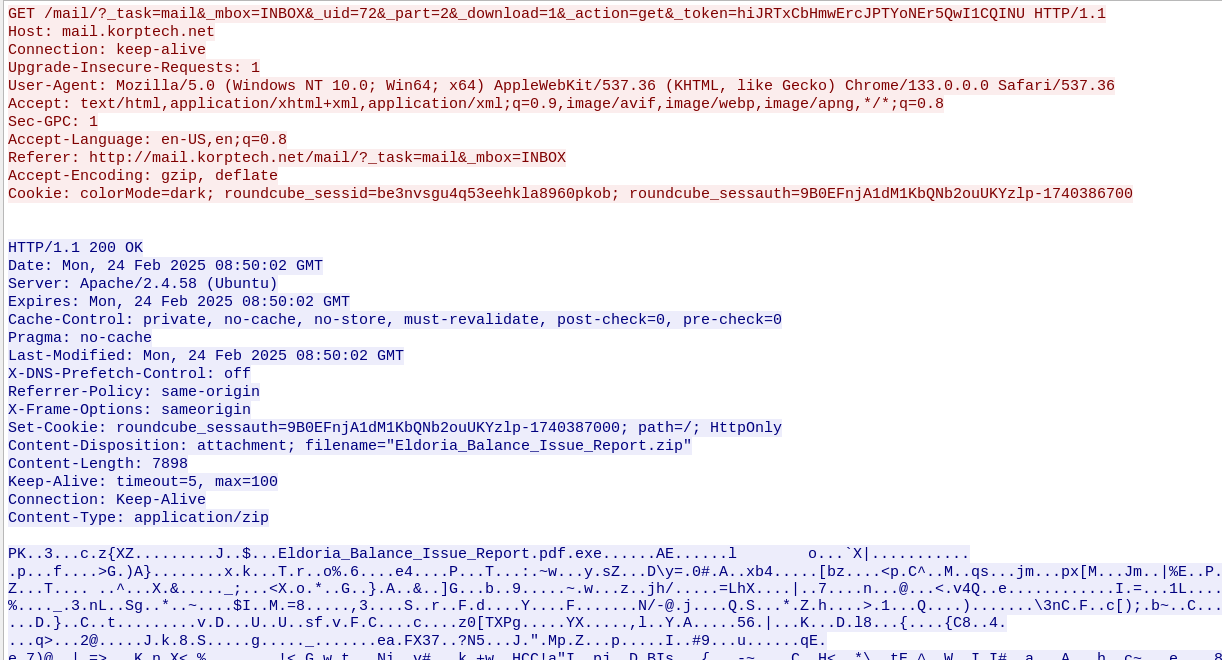 GET /mail/?_task=mail&_mbox=INBOX&_uid=72&_part=2&_download=1&_action=get&_token=hiJRTxCbHmwErcJPTYoNEr5QwI1CQINU HTTP/1.1
Host: mail.korptech.net
Connection: keep-alive
Upgrade-Insecure-Requests: 1
User-Agent: Mozilla/5.0 (Windows NT 10.0; Win64; x64) AppleWebKit/537.36 (KHTML, like Gecko) Chrome/133.0.0.0 Safari/537.36
Accept: text/html,application/xhtml+xml,application/xml;q=0.9,image/avif,image/webp,image/apng,*/*;q=0.8
Sec-GPC: 1
Accept-Language: en-US,en;q=0.8
Referer: http://mail.korptech.net/mail/?_task=mail&_mbox=INBOX
Accept-Encoding: gzip, deflate
Cookie: colorMode=dark; roundcube_sessid=be3nvsgu4q53eehkla8960pkob; roundcube_sessauth=9B0EFnjA1dM1KbQNb2ouUKYzlp-1740386700
HTTP/1.1 200 OK
Date: Mon, 24 Feb 2025 08:50:02 GMT
Server: Apache/2.4.58 (Ubuntu)
Expires: Mon, 24 Feb 2025 08:50:02 GMT
Cache-Control: private, no-cache, no-store, must-revalidate, post-check=0, pre-check=0
Pragma: no-cache
Last-Modified: Mon, 24 Feb 2025 08:50:02 GMT
X-DNS-Prefetch-Control: off
Referrer-Policy: same-origin
X-Frame-Options: sameorigin
Set-Cookie: roundcube_sessauth=9B0EFnjA1dM1KbQNb2ouUKYzlp-1740387000; path=/; HttpOnly
Content-Disposition: attachment; filename="Eldoria_Balance_Issue_Report.zip"
Content-Length: 7898
Keep-Alive: timeout=5, max=100
Connection: Keep-Alive
Content-Type: application/zip
PK..3...c.z{XZ.........J..$...Eldoria_Balance_Issue_Report.pdf.exe......AE......l        o...`X|...........
.p...f....>G.)A}........x.k...T.r..o%.6....e4....P...T...:.~w...y.sZ...D\y=.0#.A..xb4.....[bz....<p.C^..M..qs...jm...px[M...Jm..|%E..P.
Z...T.... ..^...X.&....._;...<X.o.*..G..}.A..&..]G...b..9.....~.w...z..jh/.....=LhX....|..7....n...@...<.v4Q..e............I.=...1L....
%...._.3.nL..Sg..*..~....$I..M.=8.....,3....S..r..F.d....Y....F.......N/-@.j....Q.S...*.Z.h....>.1...Q....).......\3nC.F..c[);.b~..C...
...D.}..C..t.........v.D...U..U..sf.v.F.C....c....z0[TXPg.....YX.....,l..Y.A.....56.|...K...D.l8...{....{C8..4.
...q>...2@.....J.k.8.S.....g....._.......ea.FX37..?N5...J.".Mp.Z...p.....I..#9...u......qE.